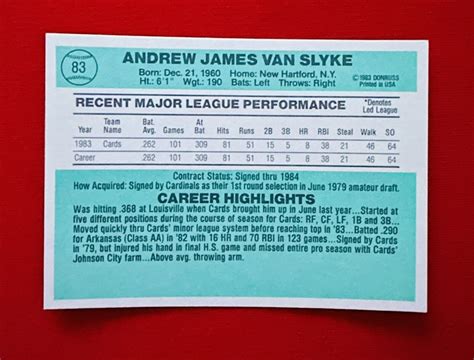 83
ANDREW JAMES VAN SLYKE
Born: Dec. 21, 1960 Home: New Hartford, N.Y.
Ht.: 6'1" Wgt.: 190 Bats: Left Throws: Right
©1983 DONRUSS
Printed in USA
RECENT MAJOR LEAGUE PERFORMANCE
*Denotes
Led League
Year Team Name Bat. Avg. Games At Bat Hits Runs 2B 3B HR RBI Steal Walk SO
1983 Cards .262 101 309 81 51 15 5 8 38 21 46 64
Career .262 101 309 81 51 15 5 8 38 21 46 64
Contract Status: Signed thru 1984
How Acquired: Signed by Cardinals as their 1st round selection in June 1979 amateur draft.
CAREER HIGHLIGHTS
Was hitting .368 at Louisville when Cards brought him up in June last year...Started at
five different positions during the course of season for Cards: RF, CF, LF, 1B and 3B...
Moved quickly thru Cards' minor league system before reaching top in '83...Batted .290
for Arkansas (Class AA) in '82 with 16 HR and 70 RBI in 123 games...Signed by Cards
in '79, but injured his hand in final H.S. game and missed entire pro season with Cards'
Johnson City farm...Above avg. throwing arm.